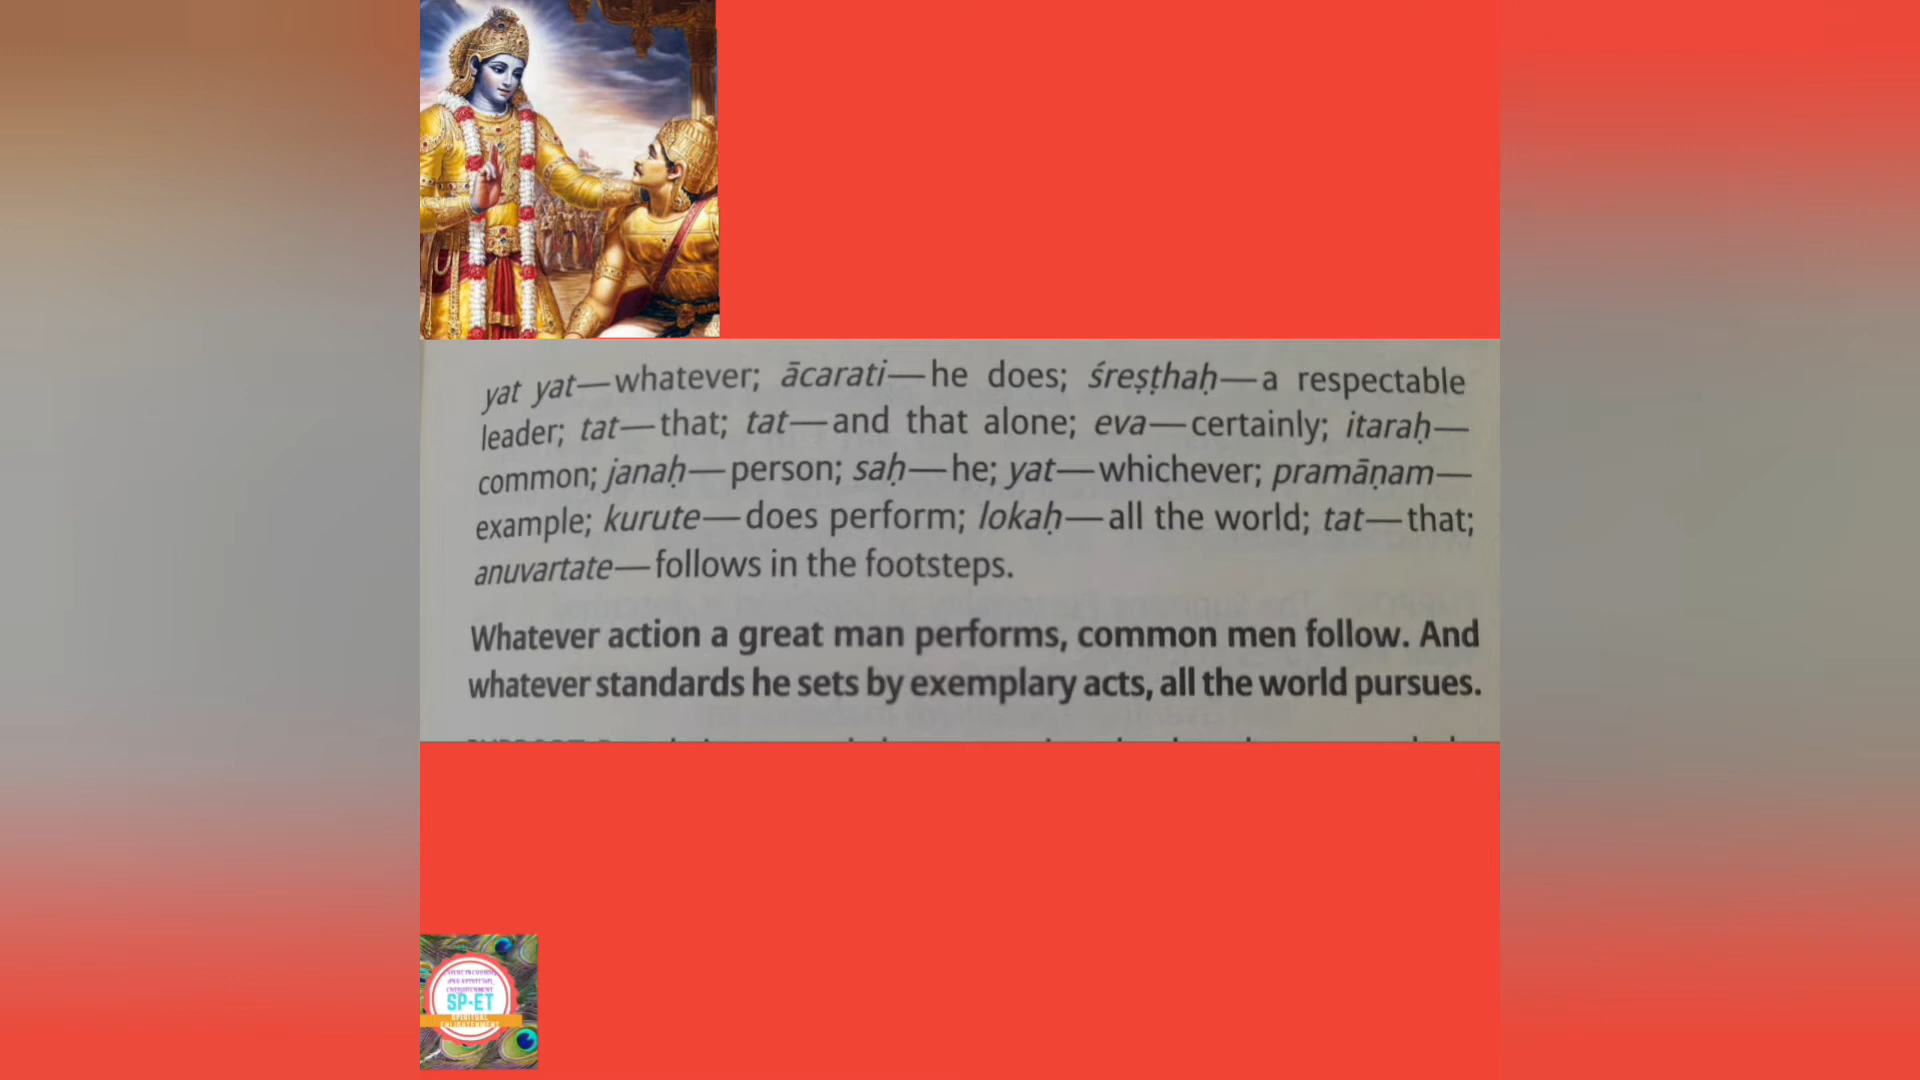 yat yat—whatever; ācarati—he does; śreṣṭhaḥ—a respectable
leader; tat—that; tat—and that alone; eva—certainly; itaraḥ—
common; janaḥ—person; saḥ—he; yat—whichever; pramāṇam—
example; kurute—does perform; lokaḥ—all the world; tat—that;
anuvartate—follows in the footsteps.
Whatever action a great man performs, common men follow. And
whatever standards he sets by exemplary acts, all the world pursues.
SP-ET
SPIRITUAL
ENLIGHTENMENT